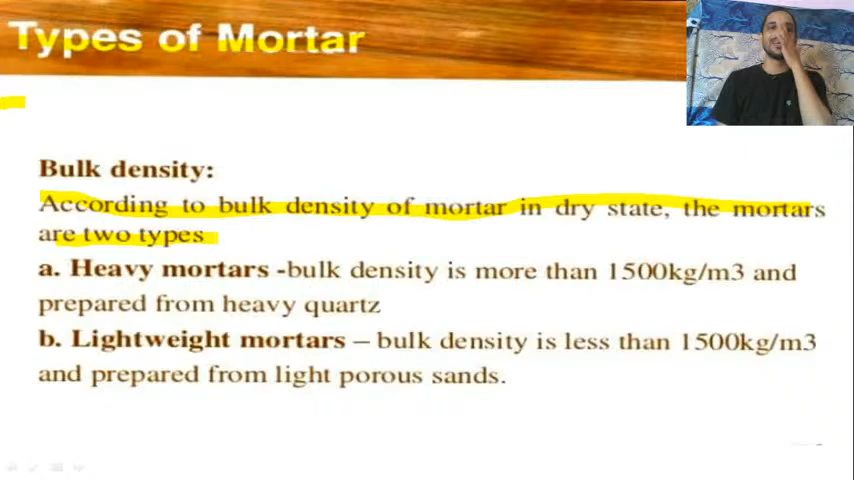 Types of Mortar
Bulk density:
According to bulk density of mortar in dry state, the mortars
are two types
a. Heavy mortars -bulk density is more than 1500kg/m3 and
prepared from heavy quartz
b. Lightweight mortars – bulk density is less than 1500kg/m3
and prepared from light porous sands.